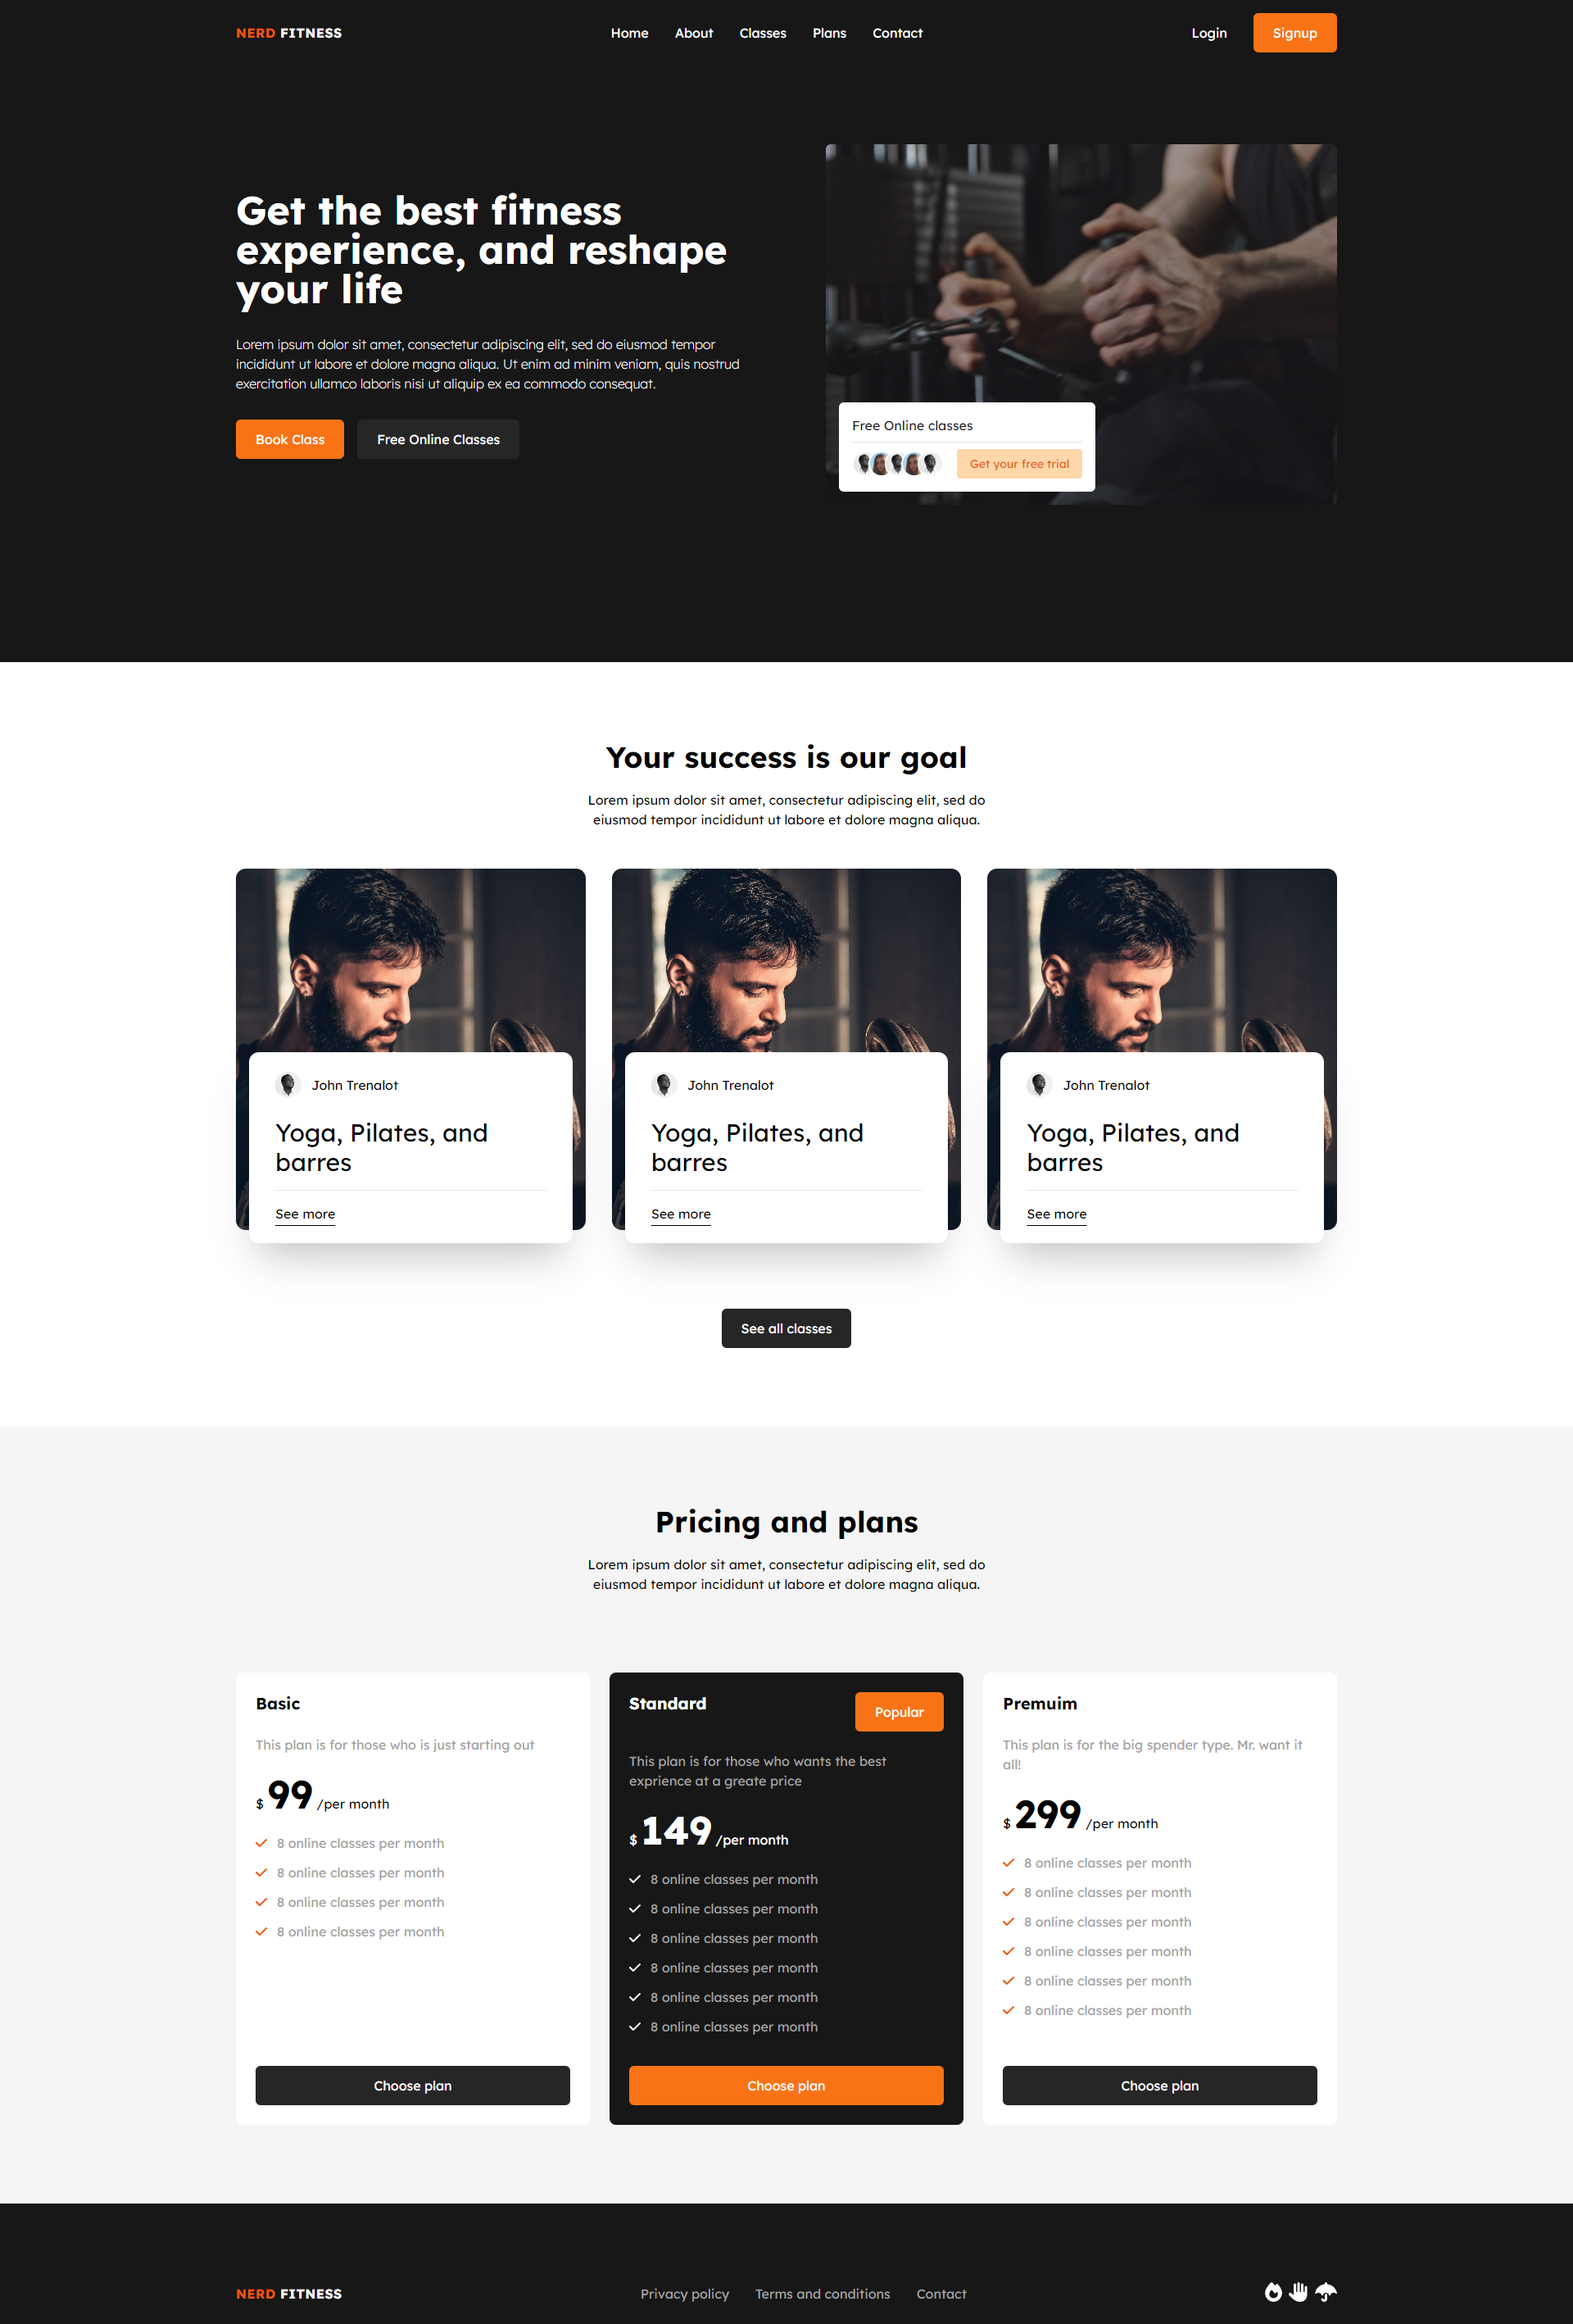 NERD FITNESS
Home About Classes Plans Contact
Login Signup
Get the best fitness
experience, and reshape
your life
Lorem ipsum dolor sit amet, consectetur adipiscing elit, sed do eiusmod tempor
incididunt ut labore et dolore magna aliqua. Ut enim ad minim veniam, quis nostrud
exercitation ullamco laboris nisi ut aliquip ex ea commodo consequat.
Book Class Free Online Classes
Free Online classes
Get your free trial
Your success is our goal
Lorem ipsum dolor sit amet, consectetur adipiscing elit, sed do
eiusmod tempor incididunt ut labore et dolore magna aliqua.
John Trenalot
Yoga, Pilates, and
barres
See more
John Trenalot
Yoga, Pilates, and
barres
See more
John Trenalot
Yoga, Pilates, and
barres
See more
See all classes
Pricing and plans
Lorem ipsum dolor sit amet, consectetur adipiscing elit, sed do
eiusmod tempor incididunt ut labore et dolore magna aliqua.
Basic
This plan is for those who is just starting out
$ 99 /per month
8 online classes per month
8 online classes per month
8 online classes per month
8 online classes per month
Choose plan
Standard
Popular
This plan is for those who wants the best
exprience at a greate price
$ 149 /per month
8 online classes per month
8 online classes per month
8 online classes per month
8 online classes per month
8 online classes per month
8 online classes per month
Choose plan
Premuim
This plan is for the big spender type. Mr. want it
all!
$ 299 /per month
8 online classes per month
8 online classes per month
8 online classes per month
8 online classes per month
8 online classes per month
8 online classes per month
Choose plan
NERD FITNESS
Privacy policy Terms and conditions Contact